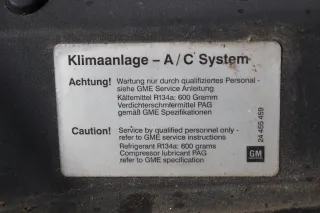 Klimaanlage – A/C System
Achtung! Wartung nur durch qualifiziertes Personal -
siehe GME Service Anleitung
Kältemittel R134a: 600 Gramm
Verdichterschmiermittel PAG
gemäß GME Spezifikationen
Caution! Service by qualified personnel only -
refer to GME service instructions
Refrigerant R134a: 600 grams
Compressor lubricant PAG
refer to GME specification
24 455 459
GM